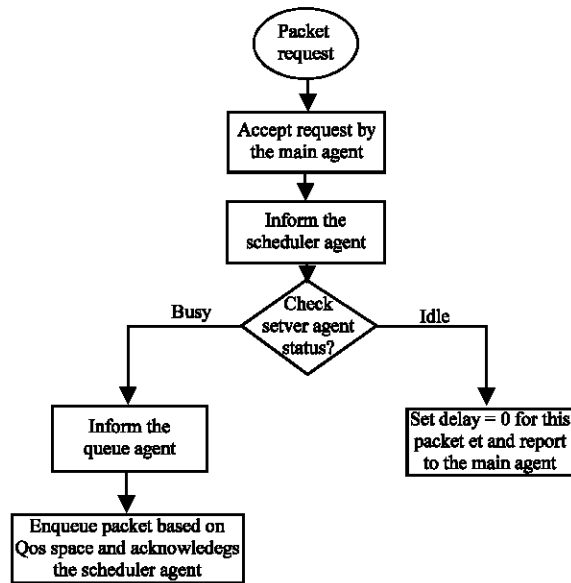 Packet
request
Accept request by
the main agent
Inform the
scheduler agent
Check
setver agent
status?
Busy
Idle
Inform the
queue agent
Set delay = 0 for this
packet et and report
to the main agent
Enqueue packet based on
Qos space and acknowledegs
the scheduler agent